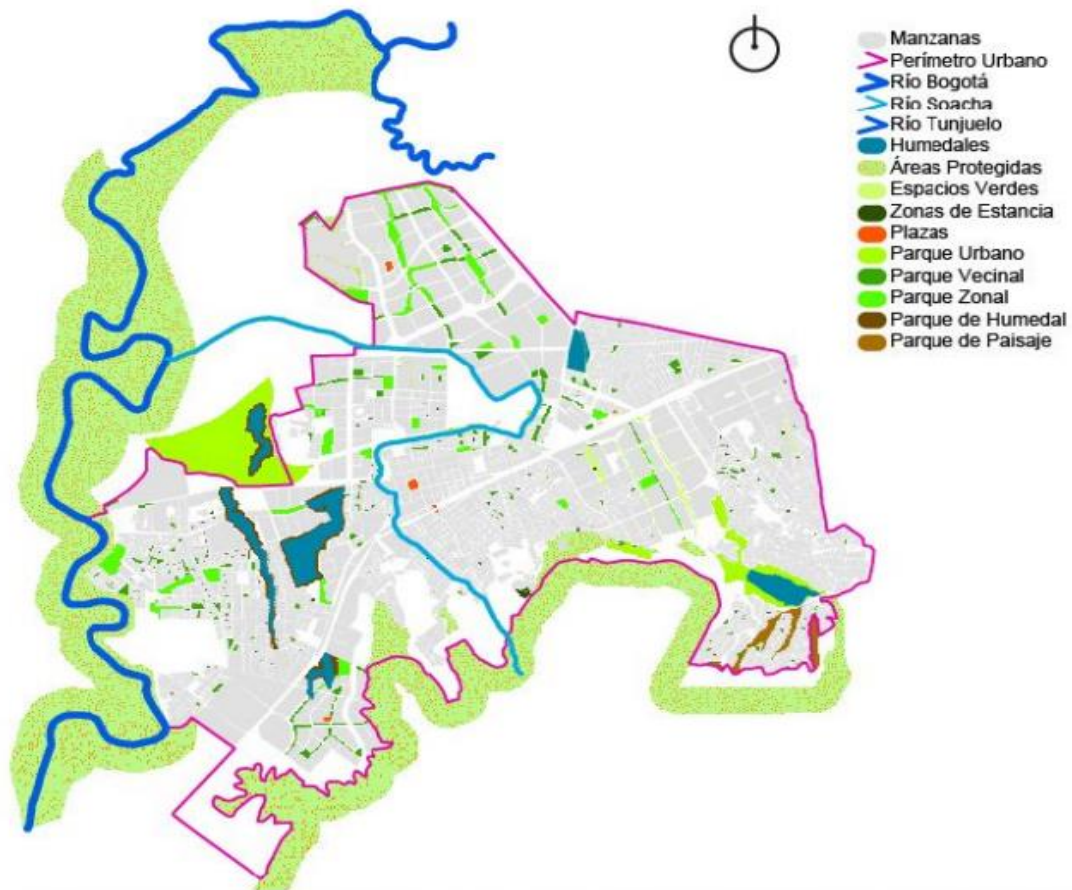 Manzanas
Perímetro Urbano
Río Bogotá
Río Soacha
Río Tunjuelo
Humedales
Áreas Protegidas
Espacios Verdes
Zonas de Estancia
Plazas
Parque Urbano
Parque Vecinal
Parque Zonal
Parque de Humedal
Parque de Paisaje